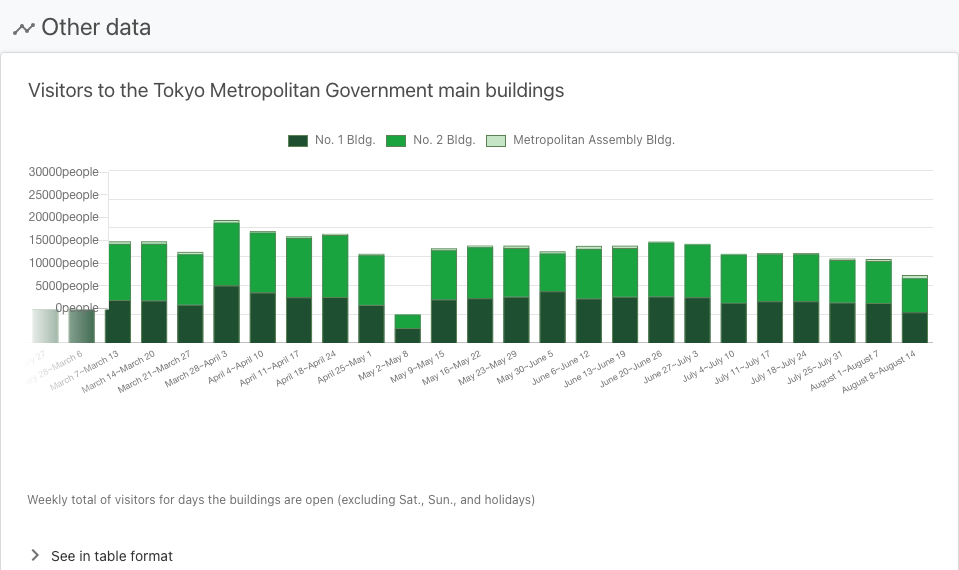 Other data
Visitors to the Tokyo Metropolitan Government main buildings
No. 1 Bldg. No. 2 Bldg. Metropolitan Assembly Bldg.
30000people
25000people
20000people
15000people
10000people
5000people
0people
27
28~March 6
March 7~March 13
March 14~March 20
March 21~March 27
March 28~April 3
April 4~April 10
April 11~April 17
April 18~April 24
April 25~May 1
May 2~May 8
May 9~May 15
May 16~May 22
May 23~May 29
May 30~June 5
June 6~June 12
June 13~June 19
June 20~June 26
June 27~July 3
July 4~July 10
July 11~July 17
July 18~July 24
July 25~July 31
August 1~August 7
August 8~August 14
Weekly total of visitors for days the buildings are open (excluding Sat., Sun., and holidays)
See in table format